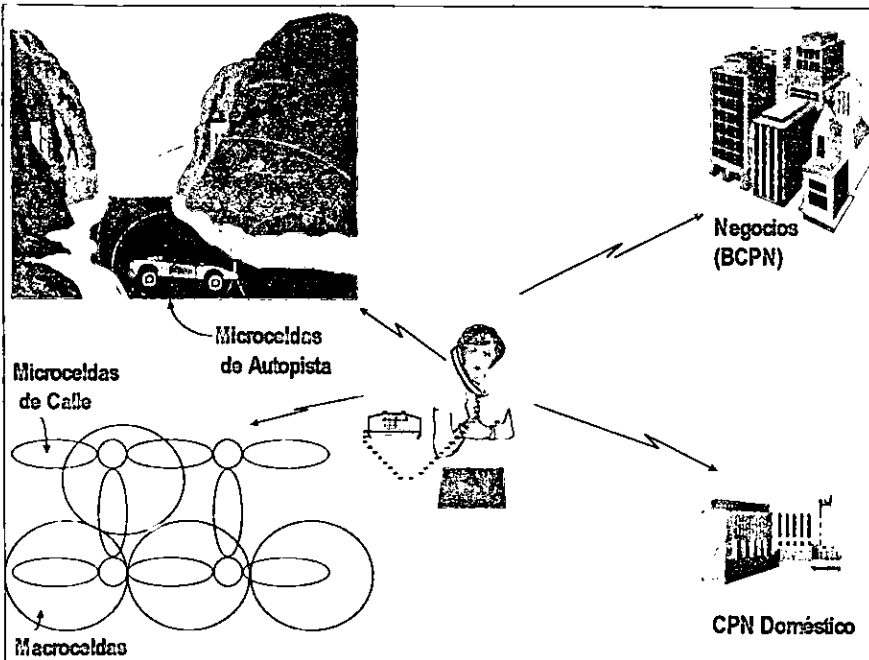 Negocios
(BCPN)
Microceldas
de Autopista
Microceldas
de Calle
CPN Doméstico
Macroceldas